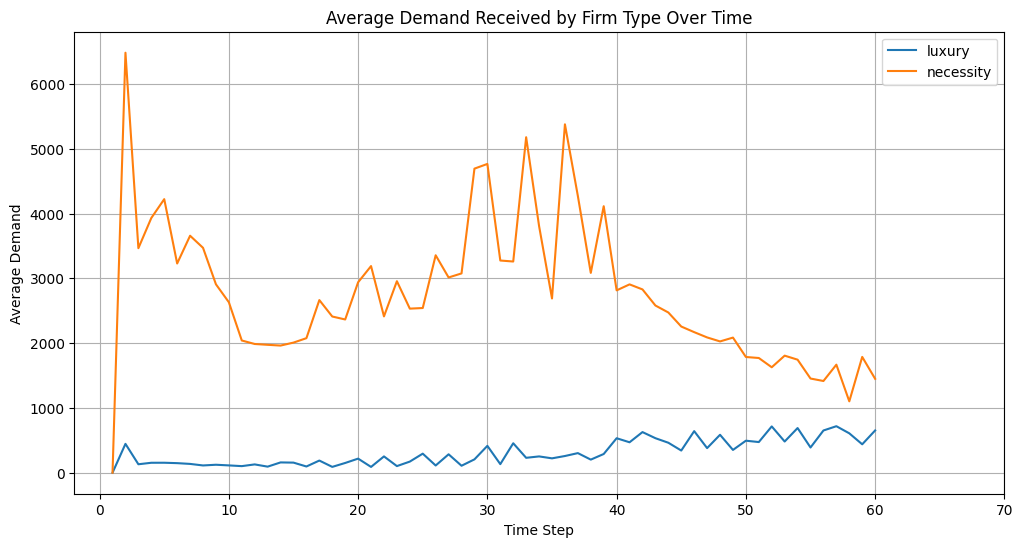 Average Demand Received by Firm Type Over Time
luxury
necessity
Average Demand
6000
5000
4000
3000
2000
1000
0
0 10 20 30 40 50 60 70
Time Step